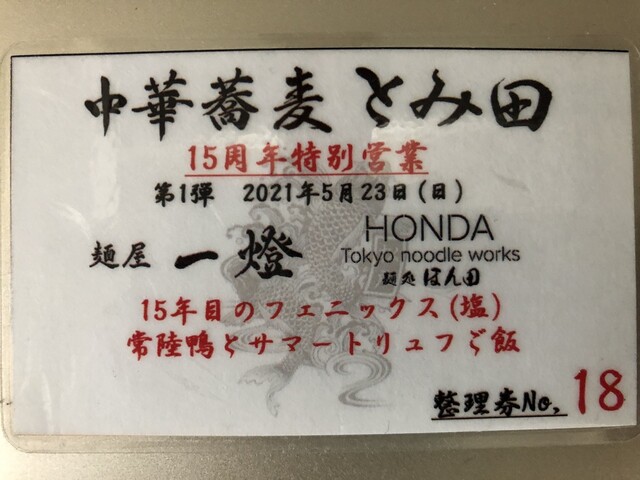 中華蕎麦 とみ田
15周年特別営業
第1弾 2021年5月23日(日)
麺屋 一燈
HONDA
Tokyo noodle works
麺処 ほん田
15年目のフェニックス(塩)
常陸鴨とサマートリュフご飯
整理券No, 18